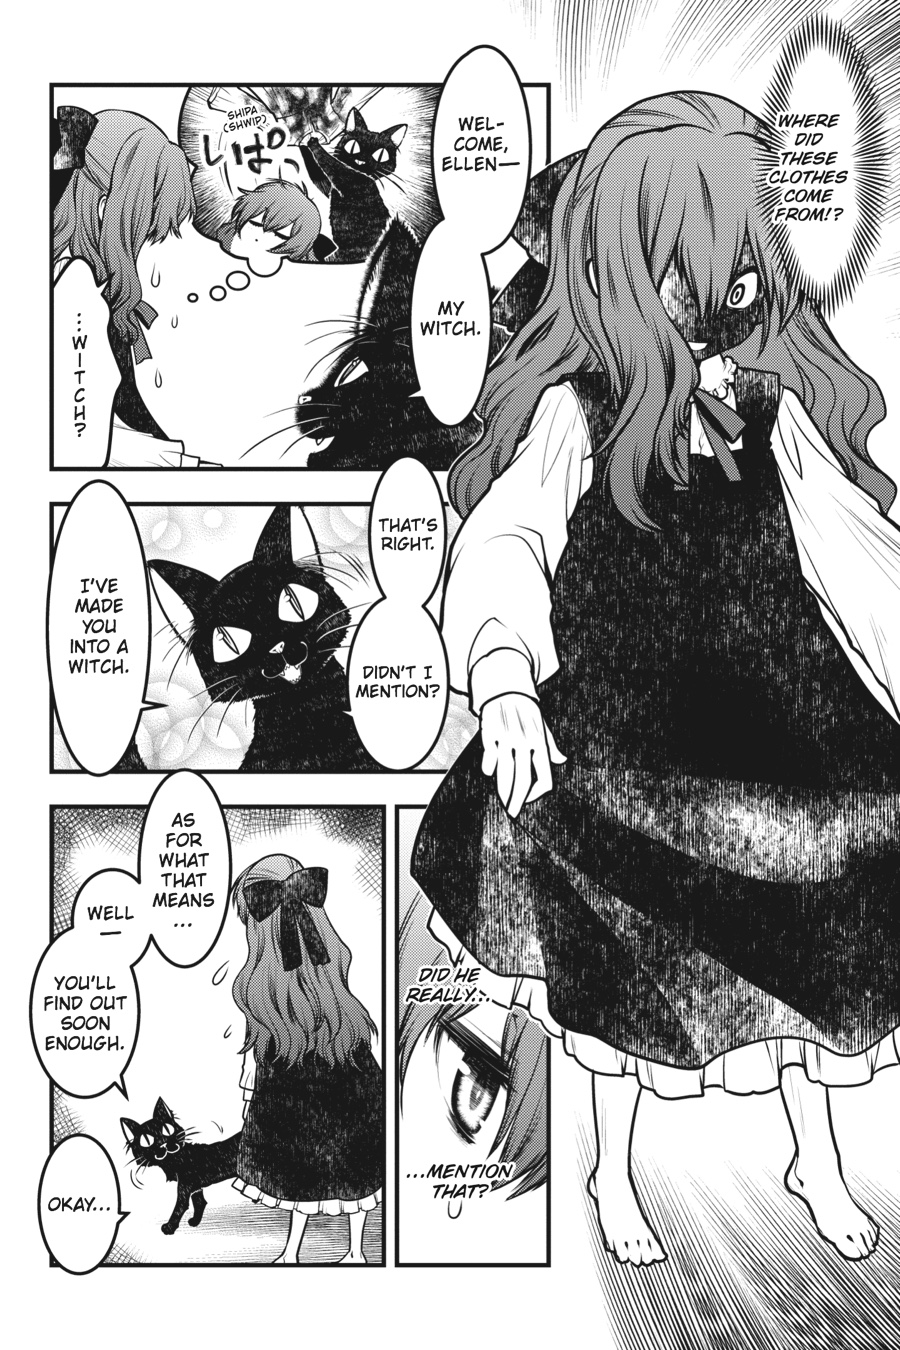 WHERE
DID
THESE
CLOTHES
COME
FROM!?
WEL-
COME,
ELLEN—
MY
WITCH.
SHIPA
(SHWIP)
しぱっ
...WITCH?
THAT'S
RIGHT.
DIDN'T I
MENTION?
I'VE
MADE
YOU
INTO A
WITCH.
DID HE
REALLY...
...MENTION
THAT?
AS
FOR
WHAT
THAT
MEANS
...
WELL
—
YOU'LL
FIND OUT
SOON
ENOUGH.
OKAY...